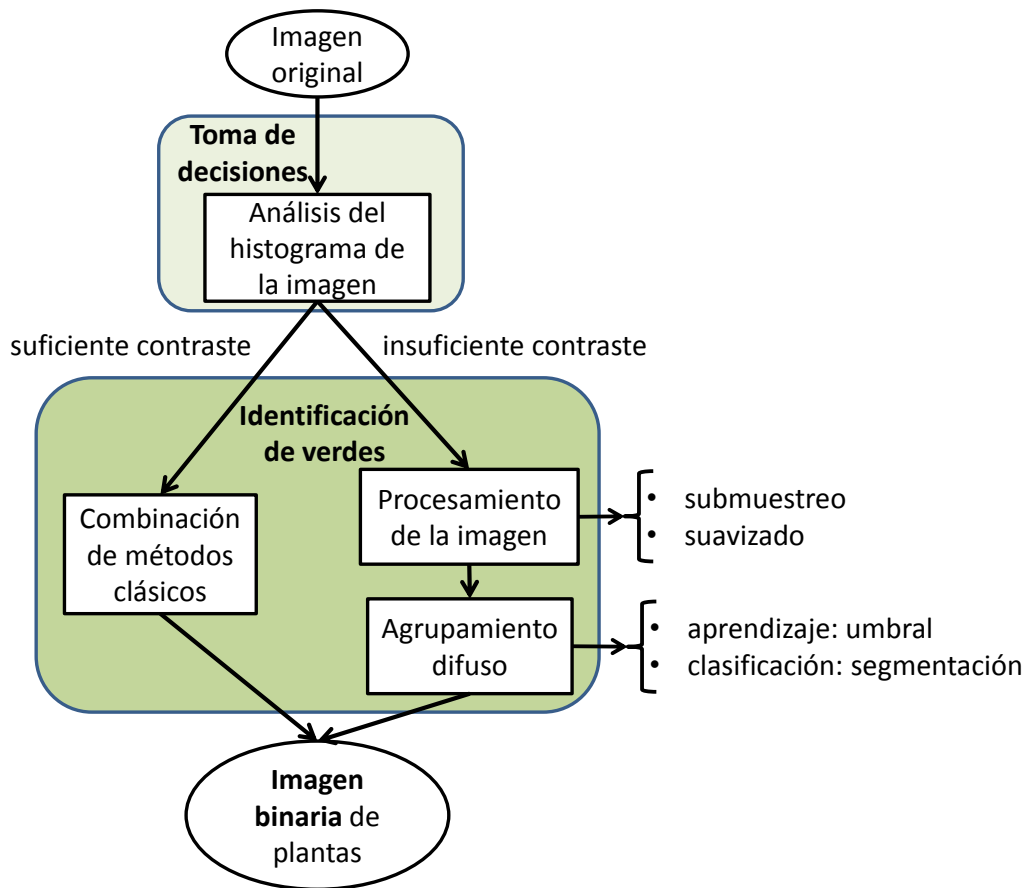 Imagen
original
Toma de
decisiones
Análisis del
histograma de
la imagen
suficiente contraste
insuficiente contraste
Identificación
de verdes
Combinación
de métodos
clásicos
Procesamiento
de la imagen
• submuestreo
• suavizado
Agrupamiento
difuso
• aprendizaje: umbral
• clasificación: segmentación
Imagen
binaria de
plantas